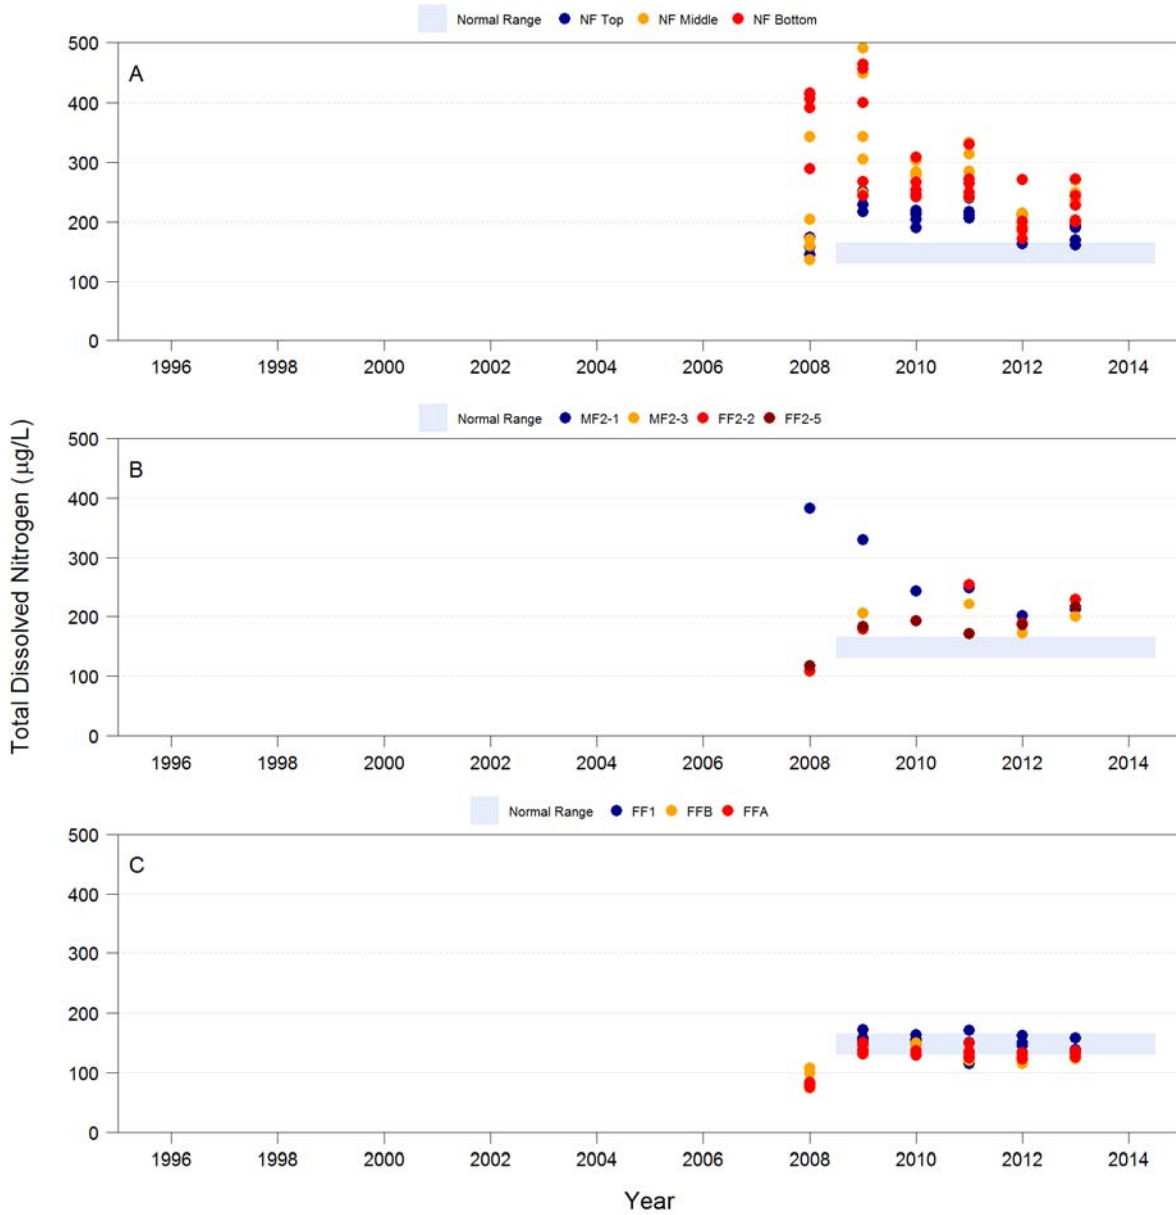 Normal Range NF Top NF Middle NF Bottom
500
A
400
300
200
100
0
1996 1998 2000 2002 2004 2006 2008 2010 2012 2014
Total Dissolved Nitrogen (µg/L)
Normal Range MF2-1 MF2-3 FF2-2 FF2-5
500
B
400
300
200
100
0
1996 1998 2000 2002 2004 2006 2008 2010 2012 2014
Normal Range FF1 FFB FFA
500
C
400
300
200
100
0
1996 1998 2000 2002 2004 2006 2008 2010 2012 2014
Year